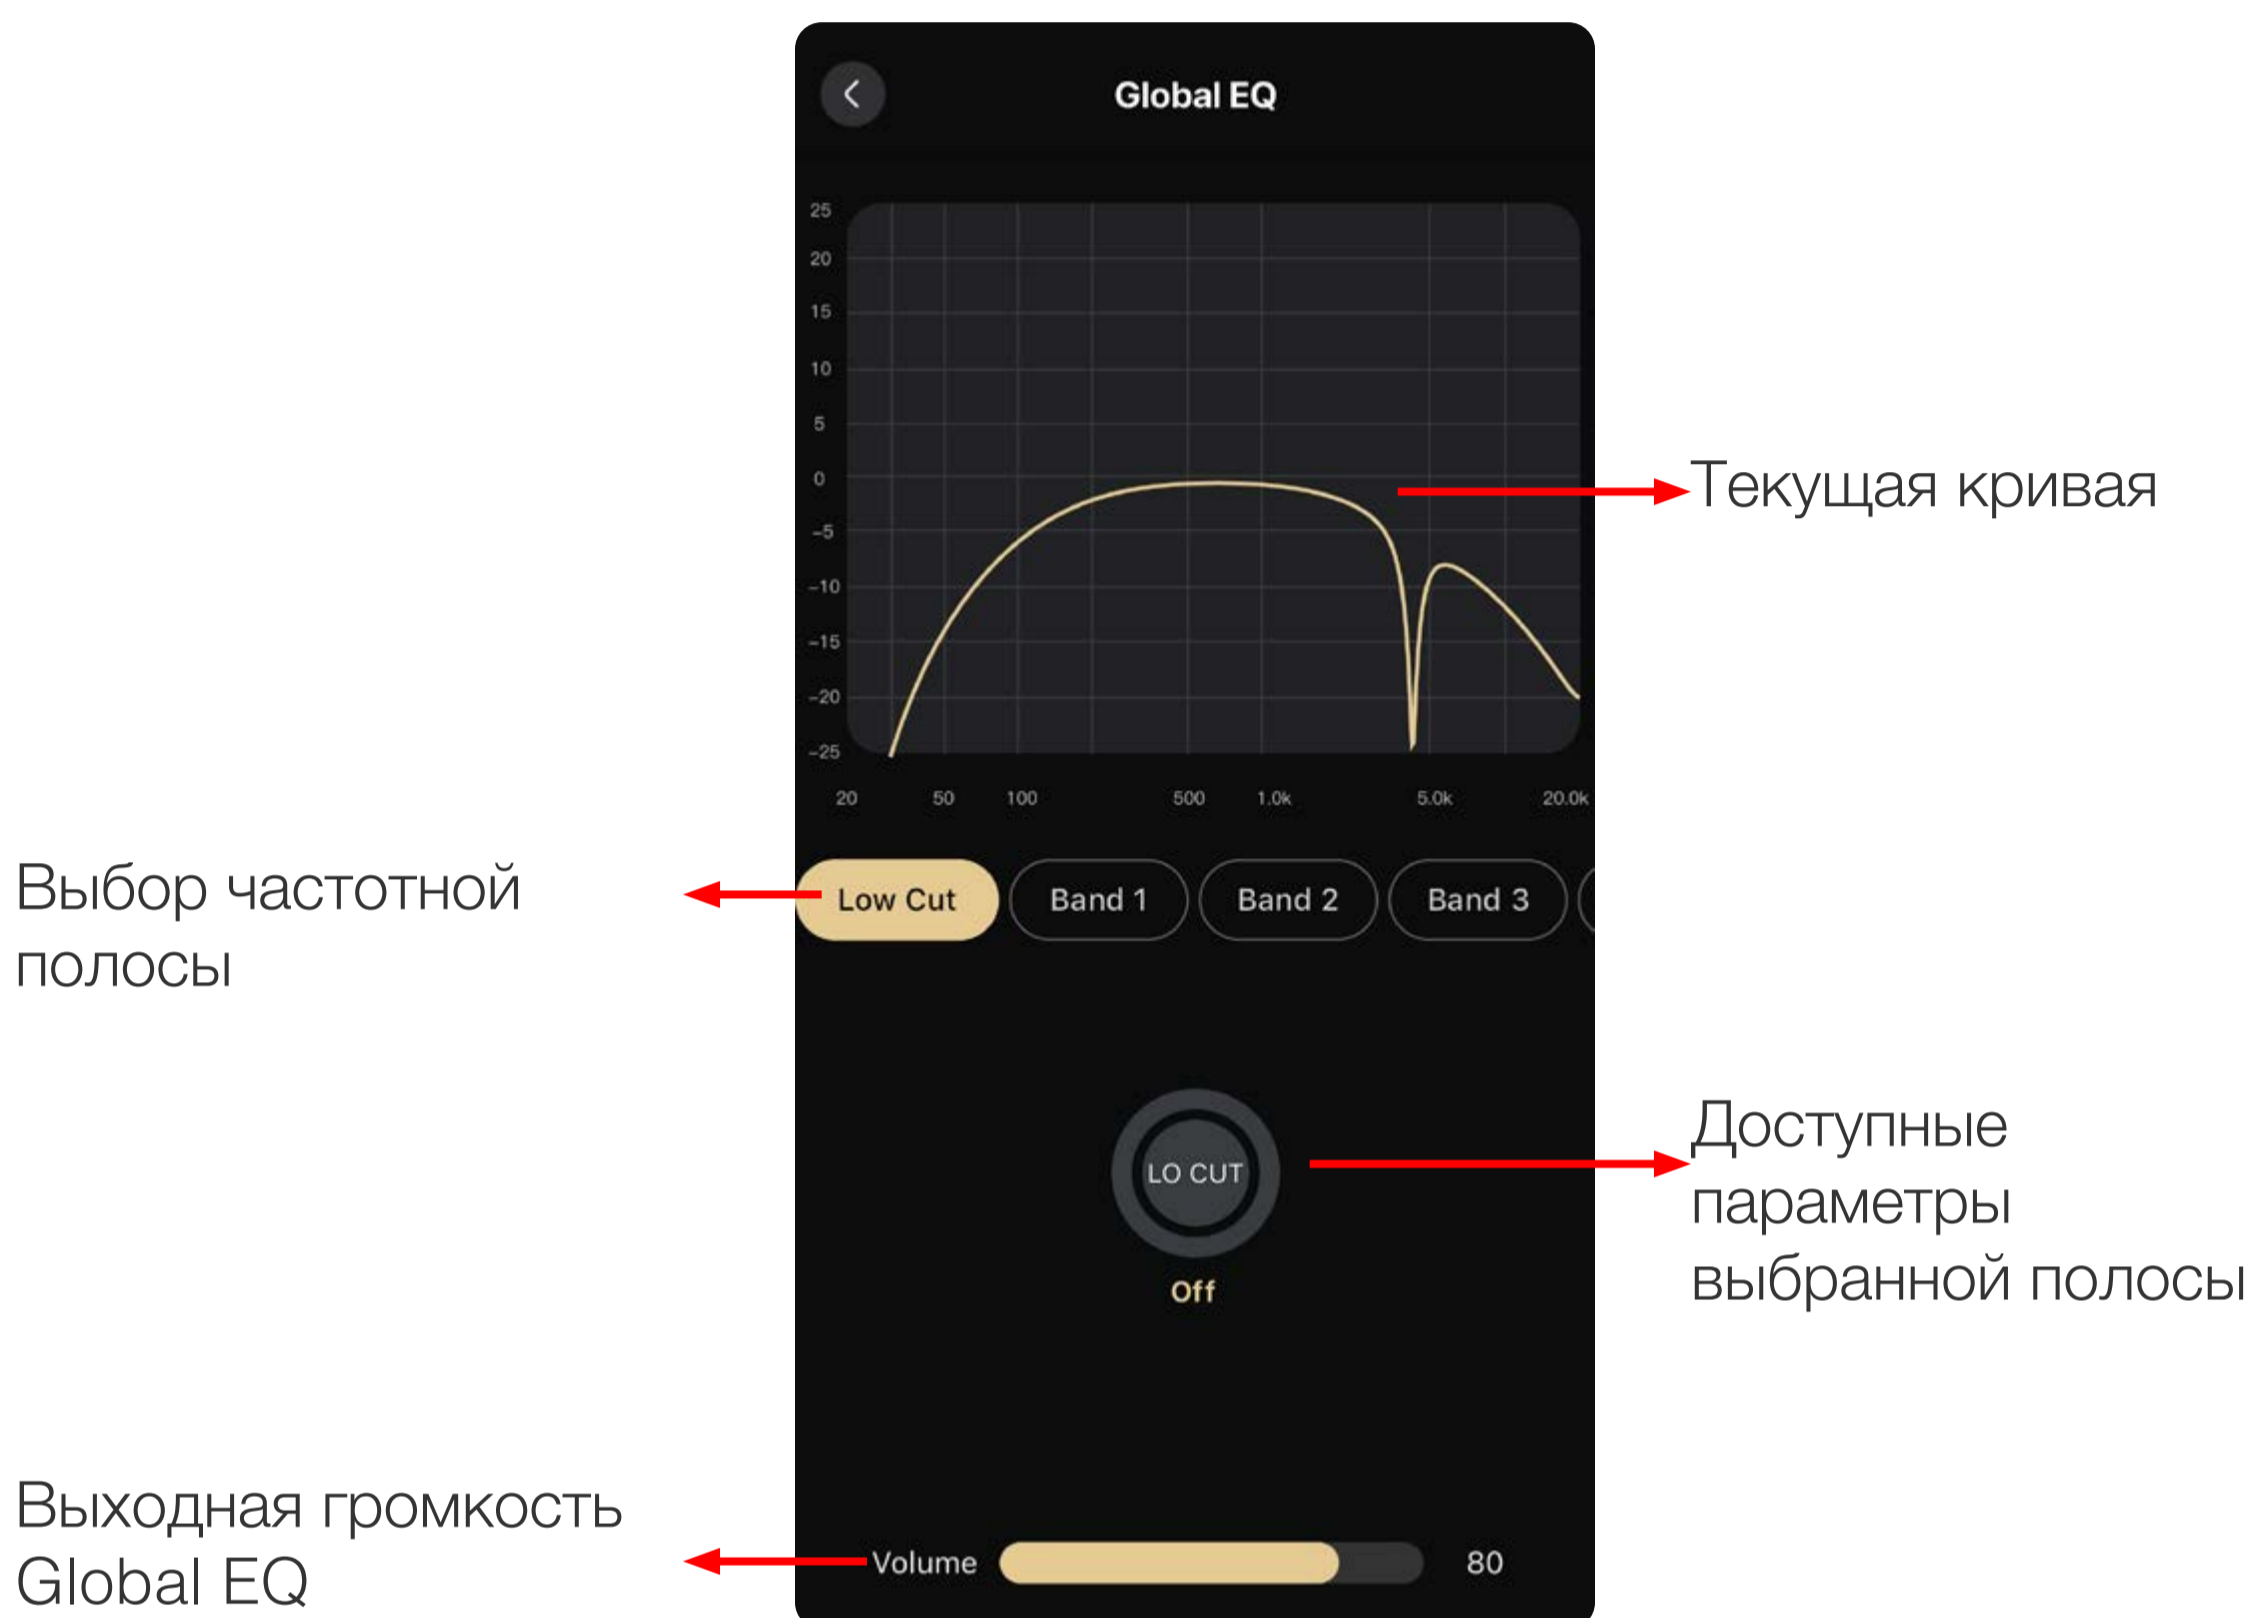 Global EQ
25
20
15
10
5
0
−5
−10
−15
−20
−25
20 50 100 500 1.0k 5.0k 20.0k
Текущая кривая
Выбор частотной
полосы
Low Cut Band 1 Band 2 Band 3
LO CUT
Off
Доступные
параметры
выбранной полосы
Выходная громкость
Global EQ
Volume 80